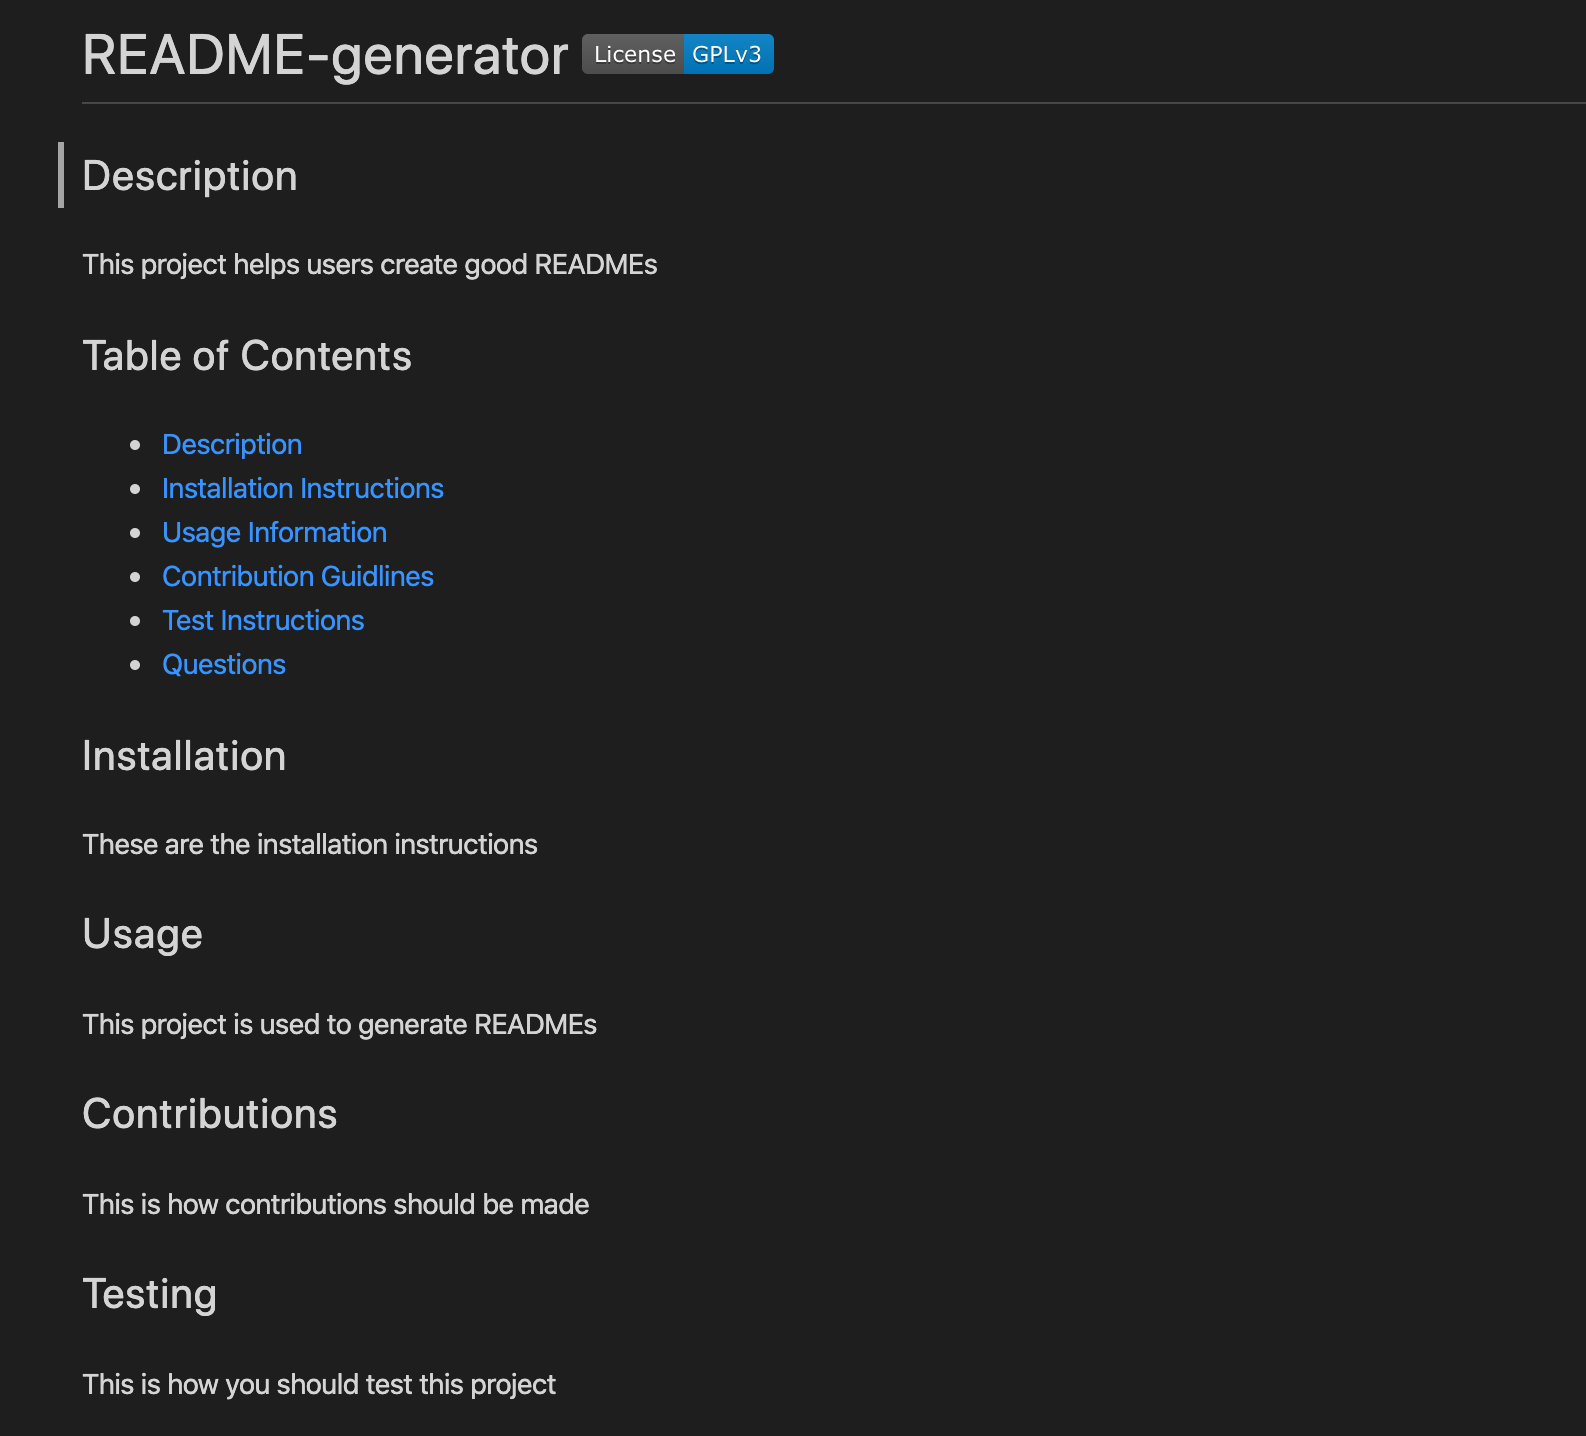 README-generator License GPLv3
Description
This project helps users create good READMEs
Table of Contents
Description
Installation Instructions
Usage Information
Contribution Guidlines
Test Instructions
Questions
Installation
These are the installation instructions
Usage
This project is used to generate READMEs
Contributions
This is how contributions should be made
Testing
This is how you should test this project